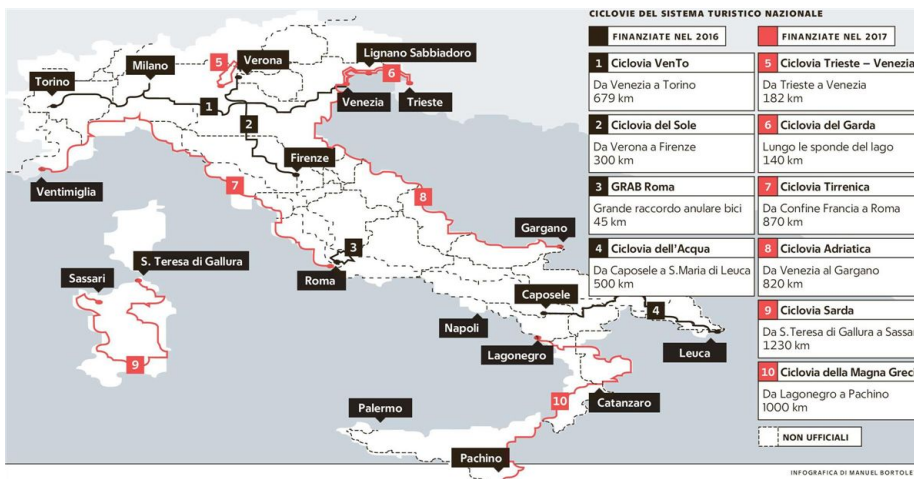 CICLOVIE DEL SISTEMA TURISTICO NAZIONALE
FINANZIATE NEL 2016
1 Ciclovia VenTo
Da Venezia a Torino
679 km
2 Ciclovia del Sole
Da Verona a Firenze
300 km
3 GRAB Roma
Grande raccordo anulare bici
45 km
4 Ciclovia dell'Acqua
Da Caposele a S.Maria di Leuca
500 km
FINANZIATE NEL 2017
5 Ciclovia Trieste – Venezia
Da Trieste a Venezia
182 km
6 Ciclovia del Garda
Lungo le sponde del lago
140 km
7 Ciclovia Tirrenica
Da Confine Francia a Roma
870 km
8 Ciclovia Adriatica
Da Venezia al Gargano
820 km
9 Ciclovia Sarda
Da S.Teresa di Gallura a Sassar
1230 km
10 Ciclovia della Magna Greci
Da Lagonegro a Pachino
1000 km
NON UFFICIALI
Lignano Sabbiadoro
Verona
Milano
Torino
5
6
Venezia
Trieste
1
2
Firenze
Ventimiglia
7
8
Gargano
3
Roma
S. Teresa di Gallura
Sassari
Caposele
4
Napoli
Leuca
Lagonegro
9
10
Catanzaro
Palermo
Pachino
INFOGRAFICA DI MANUEL BORTOLE